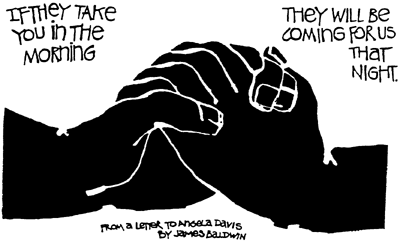 IF THEY TAKE
YOU IN THE
MORNING
THEY WILL BE
COMING FOR US
THAT
NIGHT.
FROM A LETTER TO ANGELA DAVIS
BY JAMES BALDWIN